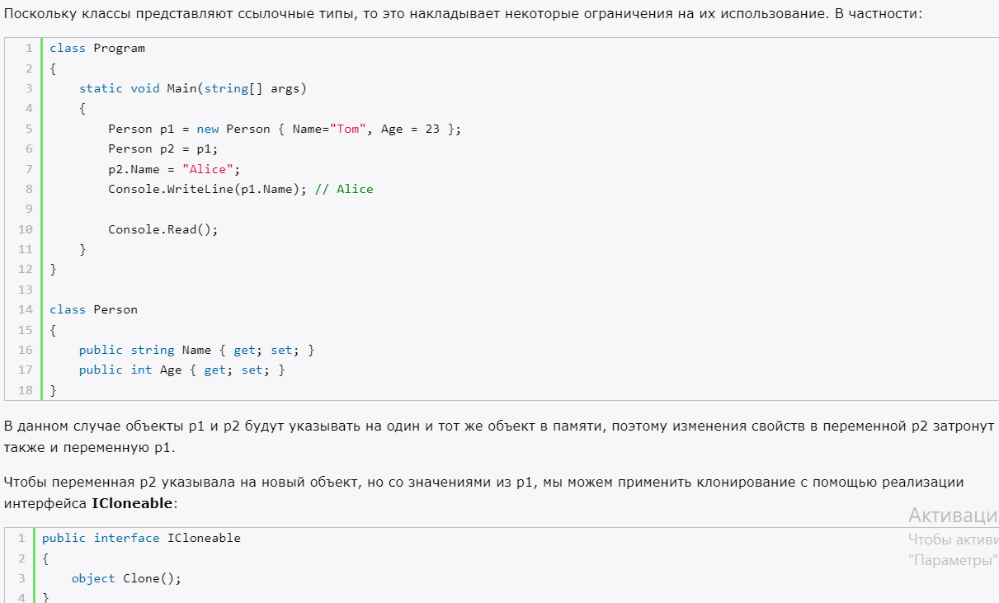 Поскольку классы представляют ссылочные типы, то это накладывает некоторые ограничения на их использование. В частности:
1 class Program
2 {
3     static void Main(string[] args)
4     {
5         Person p1 = new Person { Name="Tom", Age = 23 };
6         Person p2 = p1;
7         p2.Name = "Alice";
8         Console.WriteLine(p1.Name); // Alice
9
10         Console.Read();
11     }
12 }
13
14 class Person
15 {
16     public string Name { get; set; }
17     public int Age { get; set; }
18 }
В данном случае объекты p1 и p2 будут указывать на один и тот же объект в памяти, поэтому изменения свойств в переменной p2 затронут
также и переменную p1.
Чтобы переменная p2 указывала на новый объект, но со значениями из p1, мы можем применить клонирование с помощью реализации
интерфейса ICloneable:
Активаци
1 public interface ICloneable
Чтобы активи
2 {
"Параметры"
3     object Clone();
4 }